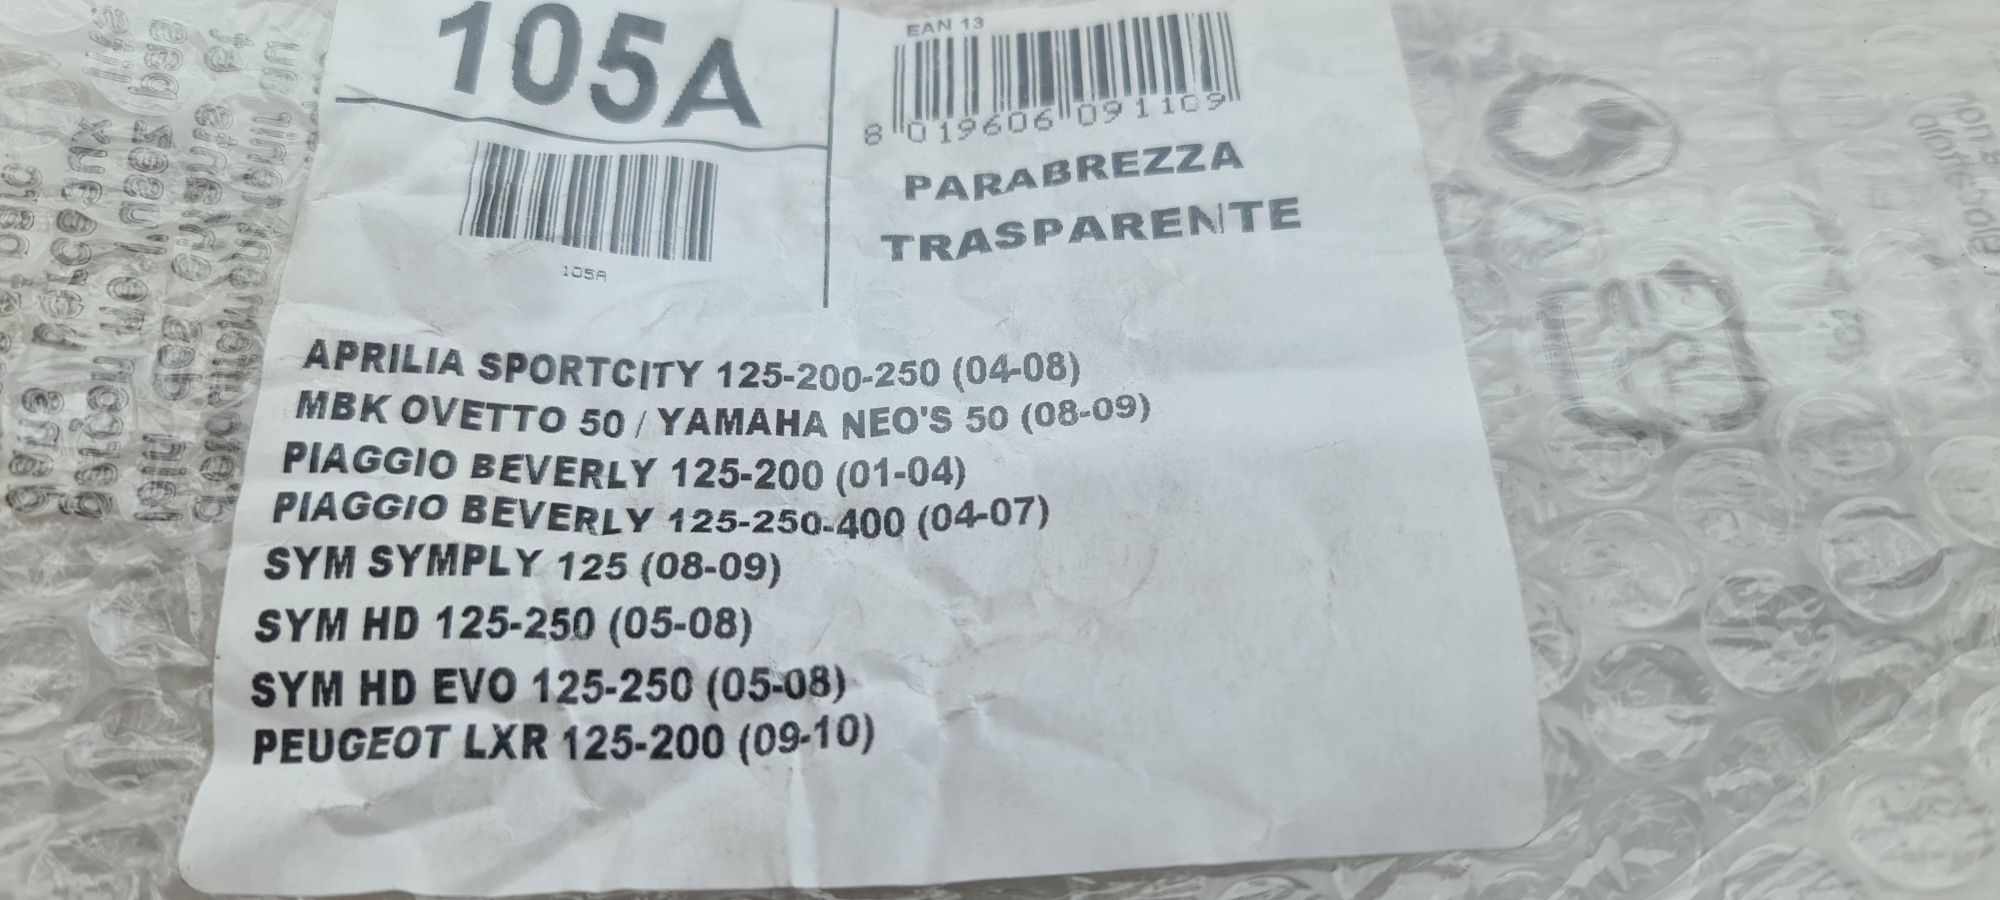 105A
105A
EAN 13
8 019606 091109
PARABREZZA
TRASPARENTE
APRILIA SPORTCITY 125-200-250 (04-08)
MBK OVETTO 50 / YAMAHA NEO'S 50 (08-09)
PIAGGIO BEVERLY 125-200 (01-04)
PIAGGIO BEVERLY 125-250-400 (04-07)
SYM SYMPLY 125 (08-09)
SYM HD 125-250 (05-08)
SYM HD EVO 125-250 (05-08)
PEUGEOT LXR 125-200 (09-10)